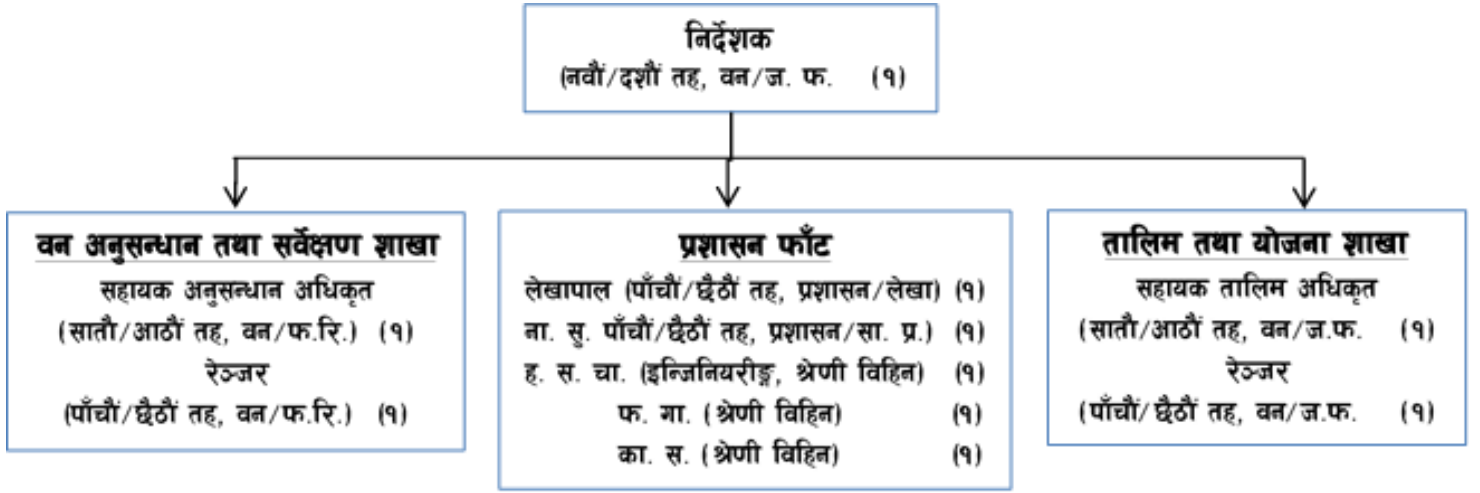 निर्देशक
(नवौं/दशौं तह, वन/ज. फ. (१)
वन अनुसन्धान तथा सर्वेक्षण शाखा
सहायक अनुसन्धान अधिकृत
(सातौ/आठौं तह, वन/फ.रि.) (१)
रेञ्जर
(पाँचौं/छैठौं तह, वन/फ.रि.) (१)
प्रशासन फाँट
लेखापाल (पाँचौं/छैठौं तह, प्रशासन/लेखा) (१)
ना. सु. पाँचौं/छैठौं तह, प्रशासन/सा. प्र.) (१)
ह. स. चा. (इन्जिनियरीङ्ग, श्रेणी विहिन) (१)
फ. गा. (श्रेणी विहिन) (१)
का. स. (श्रेणी विहिन) (१)
तालिम तथा योजना शाखा
सहायक तालिम अधिकृत
(सातौ/आठौं तह, वन/ज.फ. (१)
रेञ्जर
(पाँचौं/छैठौं तह, वन/ज.फ. (१)